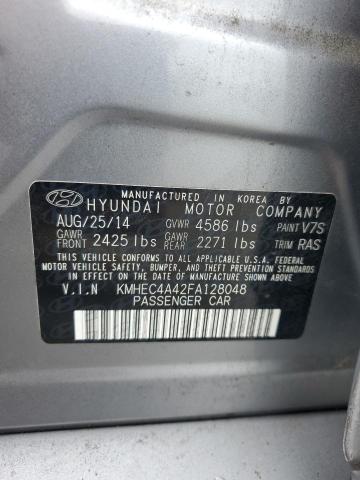 MANUFACTURED IN KOREA BY
HYUNDAI MOTOR COMPANY
AUG/25/14 GVWR 4586 lbs PAINT V7S
GAWR FRONT 2425 lbs GAWR REAR 2271 lbs TRIM RAS
THIS VEHICLE CONFORMS TO ALL APPLICABLE U.S.A. FEDERAL
MOTOR VEHICLE SAFETY, BUMPER, AND THEFT PREVENTION STANDARDS
IN EFFECT ON THE DATE OF MANUFACTURE SHOWN ABOVE.
V.I.N KMHEC4A42FA128048
PASSENGER CAR